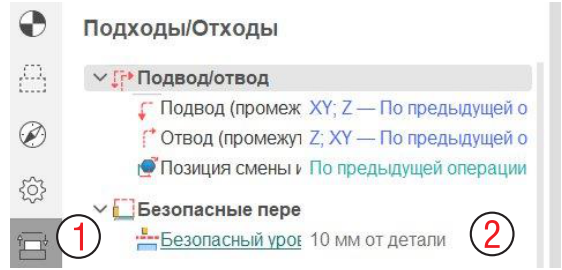 Подходы/Отходы
Подвод/отвод
Подвод (промеж XY; Z — По предыдущей о
Отвод (промежут Z; XY — По предыдущей о
Позиция смены и По предыдущей операции
Безопасные пере
1 Безопасный уров 10 мм от детали 2